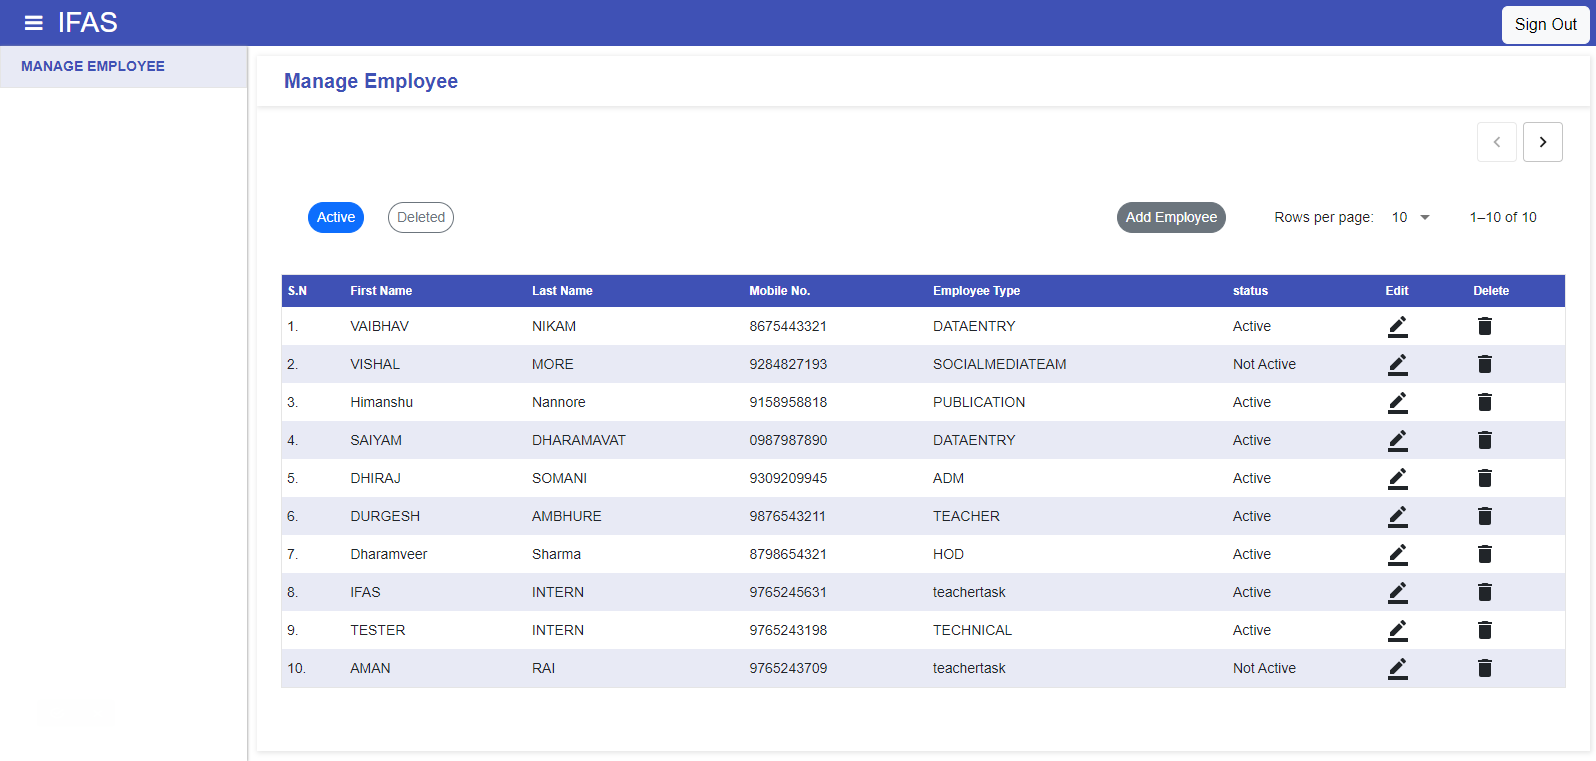 IFAS
Sign Out
MANAGE EMPLOYEE
Manage Employee
Active Deleted Add Employee Rows per page: 10 1–10 of 10
S.N First Name Last Name Mobile No. Employee Type status Edit Delete
1. VAIBHAV NIKAM 8675443321 DATAENTRY Active
2. VISHAL MORE 9284827193 SOCIALMEDIATEAM Not Active
3. Himanshu Nannore 9158958818 PUBLICATION Active
4. SAIYAM DHARAMAVAT 0987987890 DATAENTRY Active
5. DHIRAJ SOMANI 9309209945 ADM Active
6. DURGESH AMBHURE 9876543211 TEACHER Active
7. Dharamveer Sharma 8798654321 HOD Active
8. IFAS INTERN 9765245631 teachertask Active
9. TESTER INTERN 9765243198 TECHNICAL Active
10. AMAN RAI 9765243709 teachertask Not Active